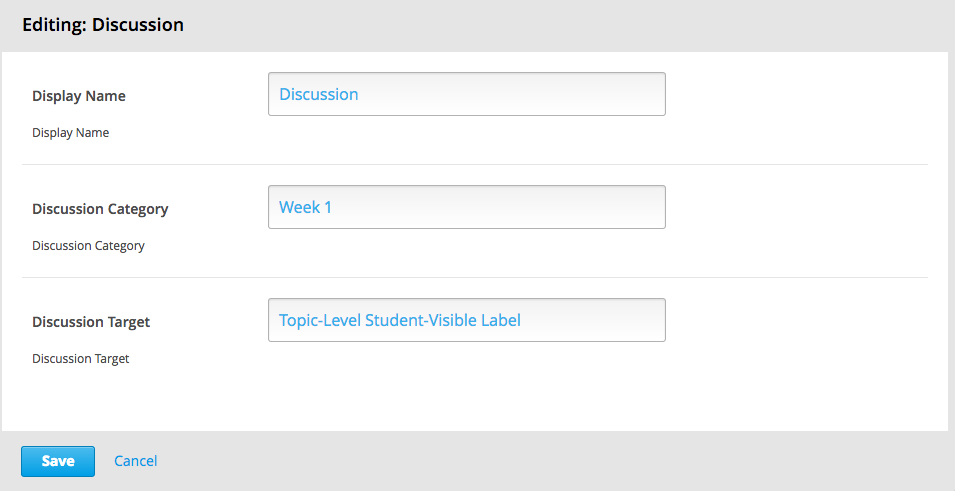 Editing: Discussion
Display Name
Discussion
Display Name
Discussion Category
Week 1
Discussion Category
Discussion Target
Topic-Level Student-Visible Label
Discussion Target
Save
Cancel